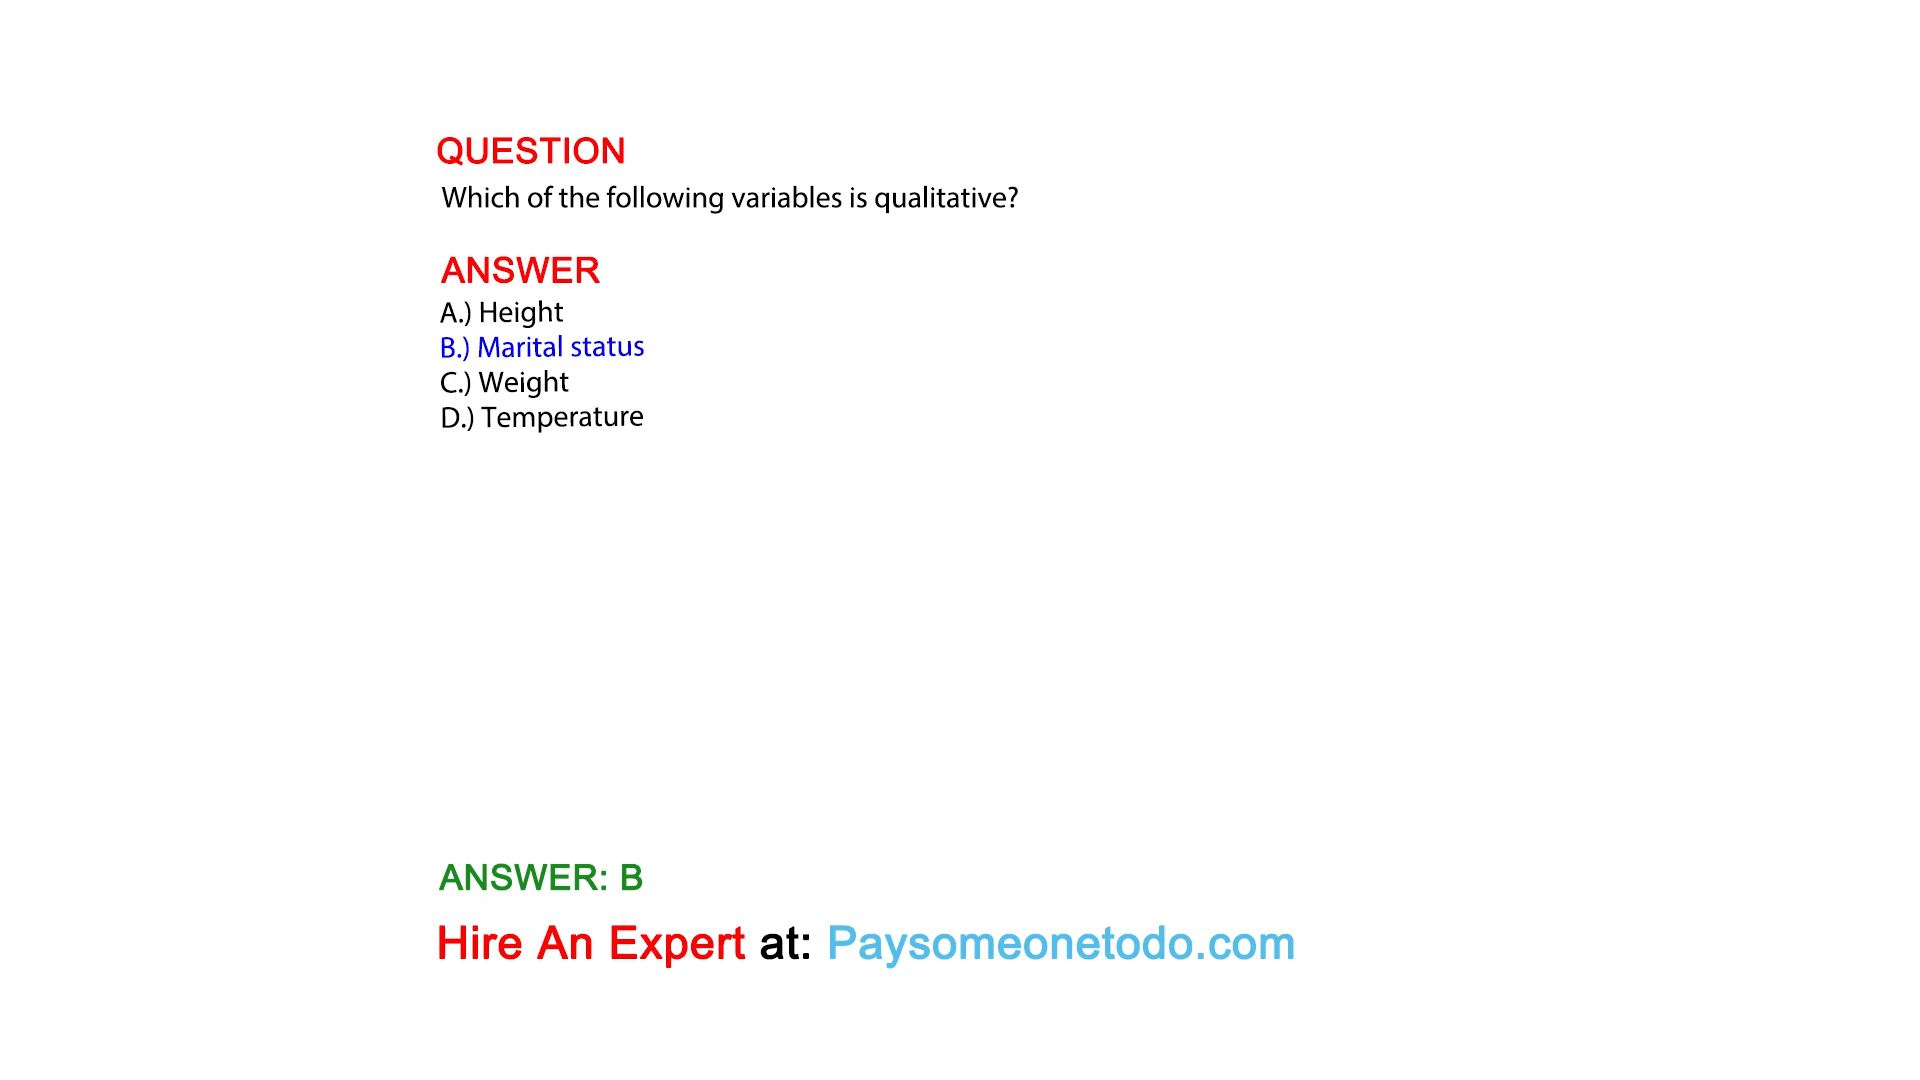 QUESTION
Which of the following variables is qualitative?
ANSWER
A.) Height
B.) Marital status
C.) Weight
D.) Temperature
ANSWER: B
Hire An Expert at: Paysomeonetodo.com